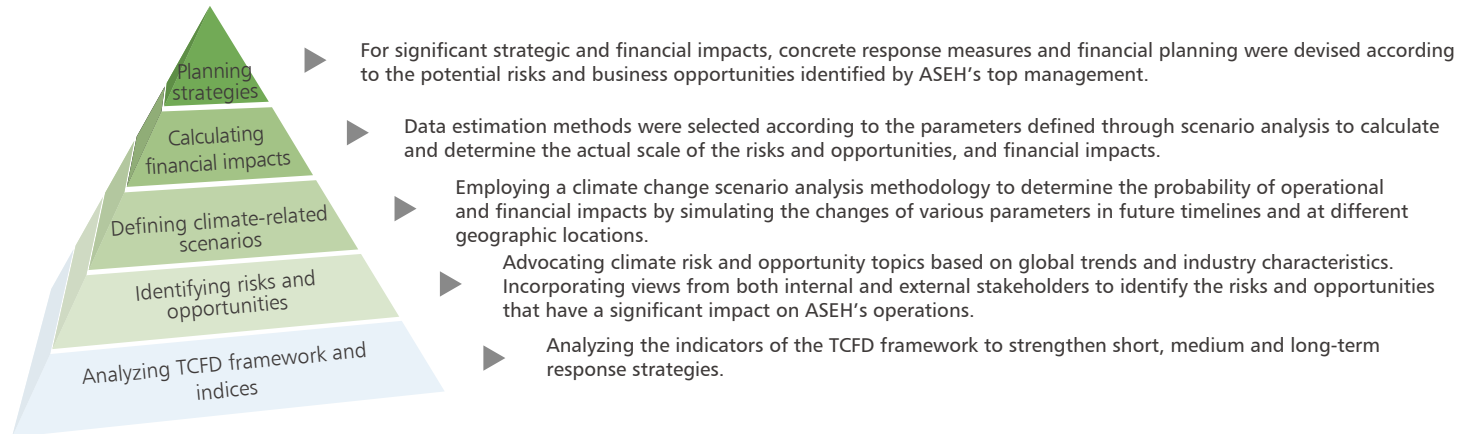 Planning
strategies
For significant strategic and financial impacts, concrete response measures and financial planning were devised according
to the potential risks and business opportunities identified by ASEH's top management.
Calculating
financial impacts
Data estimation methods were selected according to the parameters defined through scenario analysis to calculate
and determine the actual scale of the risks and opportunities, and financial impacts.
Defining climate-related
scenarios
Employing a climate change scenario analysis methodology to determine the probability of operational
and financial impacts by simulating the changes of various parameters in future timelines and at different
geographic locations.
Identifying risks and
opportunities
Advocating climate risk and opportunity topics based on global trends and industry characteristics.
Incorporating views from both internal and external stakeholders to identify the risks and opportunities
that have a significant impact on ASEH's operations.
Analyzing TCFD framework and
indices
Analyzing the indicators of the TCFD framework to strengthen short, medium and long-term
response strategies.